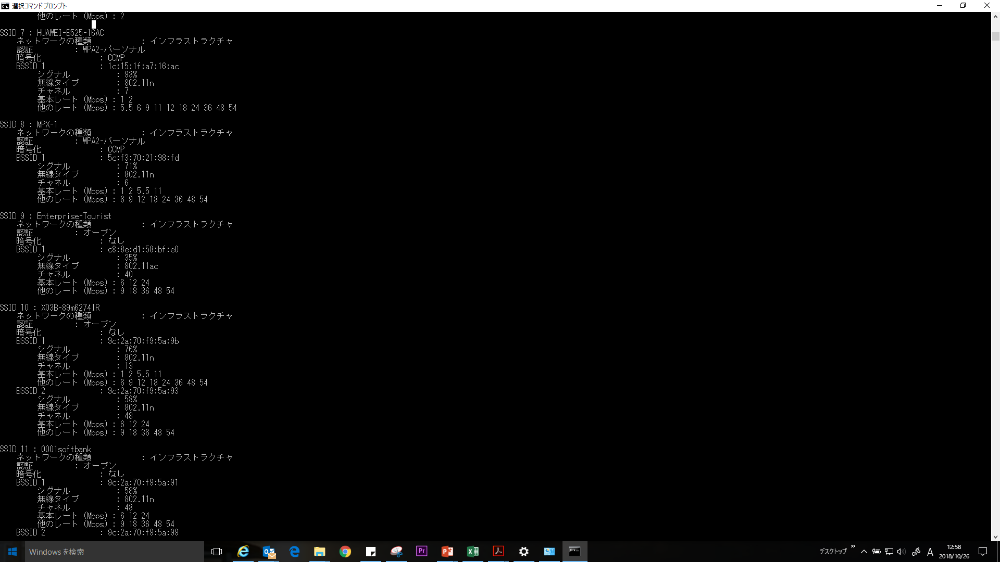 選択コマンド プロンプト
他のレート (Mbps) : 2
SSID 7 : HUAWEI-B525-16AC
ネットワークの種類 : インフラストラクチャ
認証 : WPA2-パーソナル
暗号化 : CCMP
BSSID 1 : 1c:15:1f:a7:16:ac
シグナル : 93%
無線タイプ : 802.11n
チャネル : 7
基本レート (Mbps) : 1 2
他のレート (Mbps) : 5.5 6 9 11 12 18 24 36 48 54
SSID 8 : MPX-1
ネットワークの種類 : インフラストラクチャ
認証 : WPA2-パーソナル
暗号化 : CCMP
BSSID 1 : 5c:f3:70:21:98:fd
シグナル : 71%
無線タイプ : 802.11n
チャネル : 6
基本レート (Mbps) : 1 2 5.5 11
他のレート (Mbps) : 6 9 12 18 24 36 48 54
SSID 9 : Enterprise-Tourist
ネットワークの種類 : インフラストラクチャ
認証 : オープン
暗号化 : なし
BSSID 1 : c8:8e:d1:58:bf:e0
シグナル : 35%
無線タイプ : 802.11ac
チャネル : 40
基本レート (Mbps) : 6 12 24
他のレート (Mbps) : 9 18 36 48 54
SSID 10 : X03B-89m6274IR
ネットワークの種類 : インフラストラクチャ
認証 : オープン
暗号化 : なし
BSSID 1 : 9c:2a:70:f9:5a:9b
シグナル : 76%
無線タイプ : 802.11n
チャネル : 13
基本レート (Mbps) : 1 2 5.5 11
他のレート (Mbps) : 6 9 12 18 24 36 48 54
BSSID 2 : 9c:2a:70:f9:5a:93
シグナル : 58%
無線タイプ : 802.11n
チャネル : 48
基本レート (Mbps) : 6 12 24
他のレート (Mbps) : 9 18 36 48 54
SSID 11 : 0001softbank
ネットワークの種類 : インフラストラクチャ
認証 : オープン
暗号化 : なし
BSSID 1 : 9c:2a:70:f9:5a:91
シグナル : 58%
無線タイプ : 802.11n
チャネル : 48
基本レート (Mbps) : 6 12 24
他のレート (Mbps) : 9 18 36 48 54
BSSID 2 : 9c:2a:70:f9:5a:99
Windows を検索
Pr
デスクトップ
A
12:58
2018/10/26